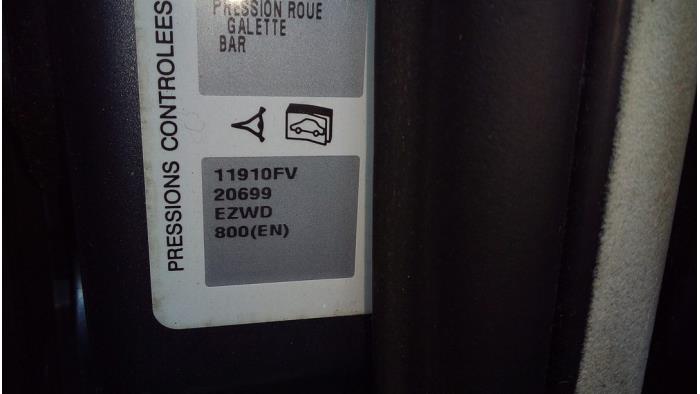 PRESSION ROUE
GALETTE
BAR
PRESSIONS CONTROLEES
11910FV
20699
EZWD
800(EN)